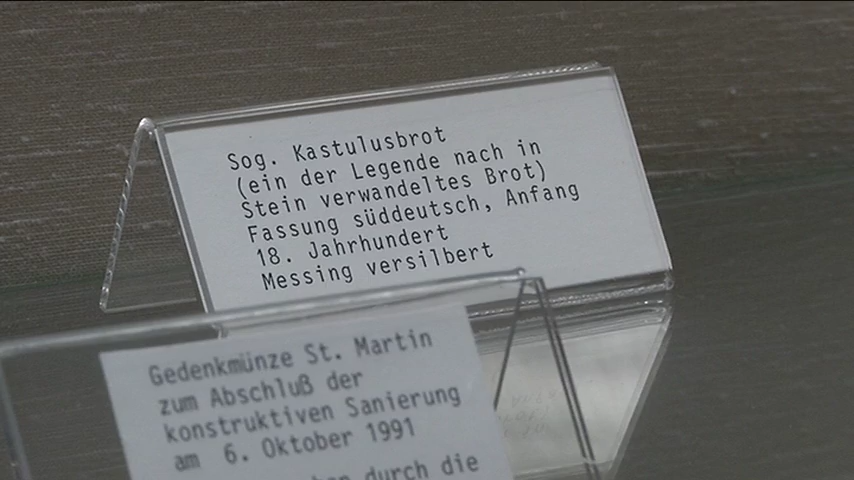 Sog. Kastulusbrot
(ein der Legende nach in
Stein verwandeltes Brot)
Fassung süddeutsch, Anfang
18. Jahrhundert
Messing versilbert
Gedenkmünze St. Martin
zum Abschluß der
konstruktiven Sanierung
am 6. Oktober 1991
durch die